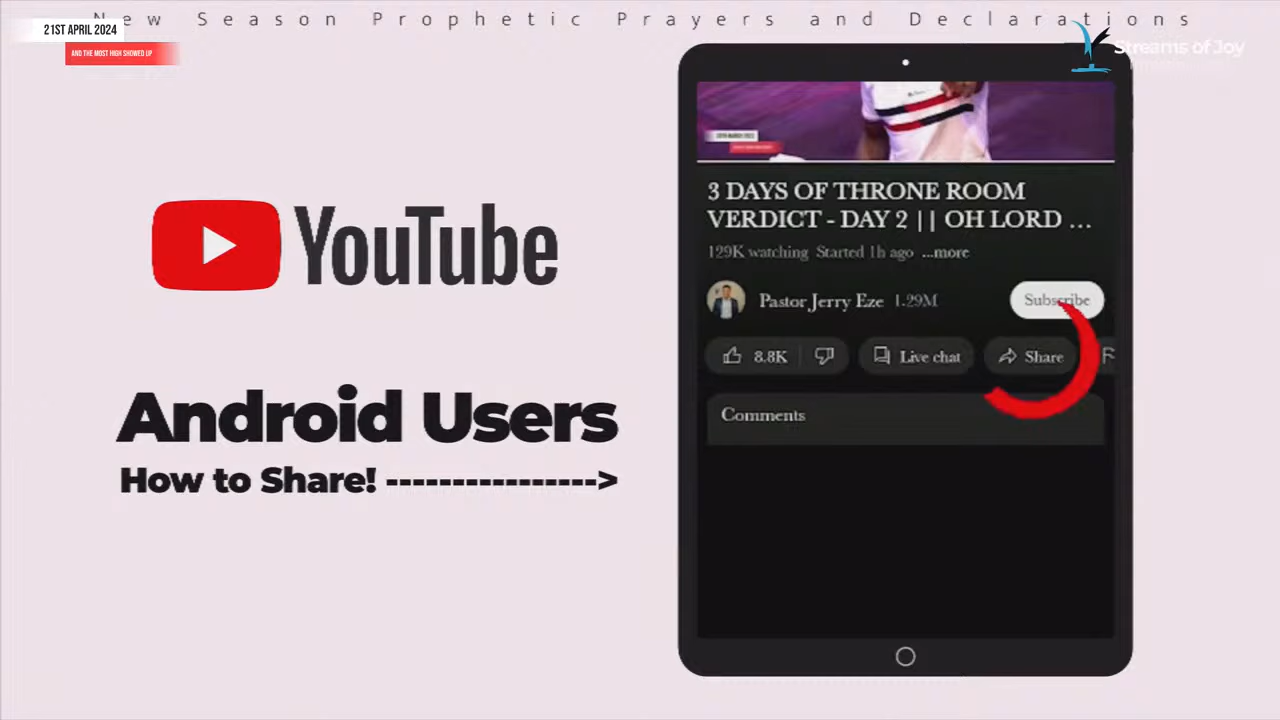 New Season Prophetic Prayers and Declarations
21ST APRIL 2024
AND THE MOST HIGH SHOWED UP
Streams of Joy
YouTube
Android Users
How to Share! ---------------->
3 DAYS OF THRONE ROOM
VERDICT - DAY 2 || OH LORD ...
129K watching Started 1h ago ...more
Pastor Jerry Eze 1.29M
Subscribe
8.8K
Live chat
Share
Comments